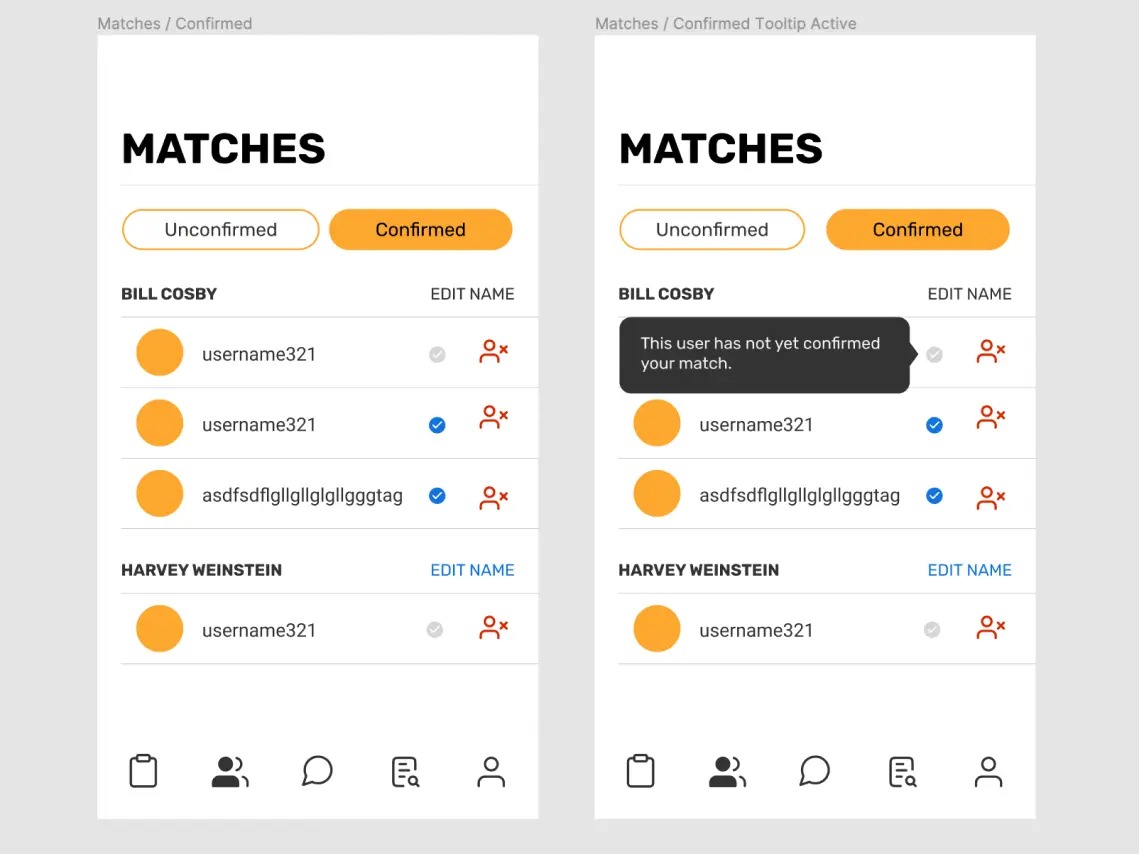 Matches / Confirmed
MATCHES
Unconfirmed
Confirmed
BILL COSBY
EDIT NAME
username321
username321
asdfsdflgllgllglgllgggtag
HARVEY WEINSTEIN
EDIT NAME
username321
Matches / Confirmed Tooltip Active
MATCHES
Unconfirmed
Confirmed
BILL COSBY
EDIT NAME
This user has not yet confirmed
your match.
username321
asdfsdflgllgllglgllgggtag
HARVEY WEINSTEIN
EDIT NAME
username321